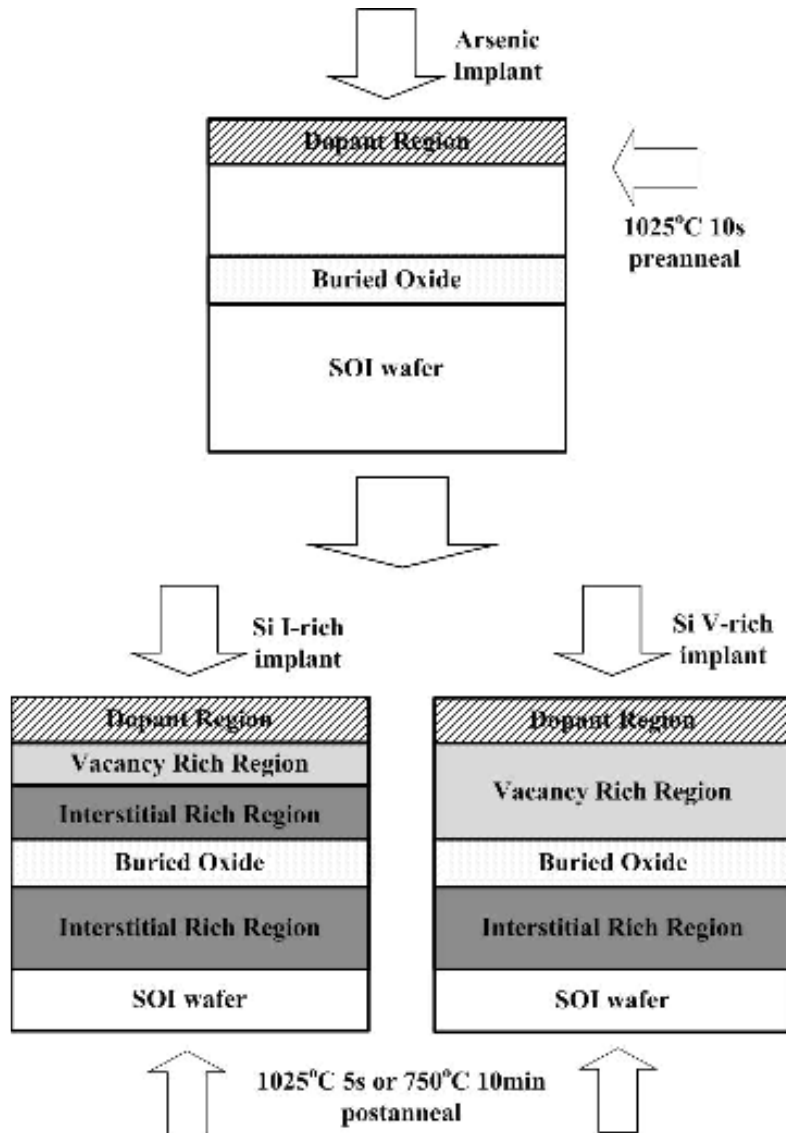 Arsenic
Implant
Dopant Region
1025°C 10s
preanneal
Buried Oxide
SOI wafer
Si I-rich
implant
Si V-rich
implant
Dopant Region
Vacancy Rich Region
Interstitial Rich Region
Buried Oxide
Interstitial Rich Region
SOI wafer
Dopant Region
Vacancy Rich Region
Buried Oxide
Interstitial Rich Region
SOI wafer
1025°C 5s or 750°C 10min
postanneal